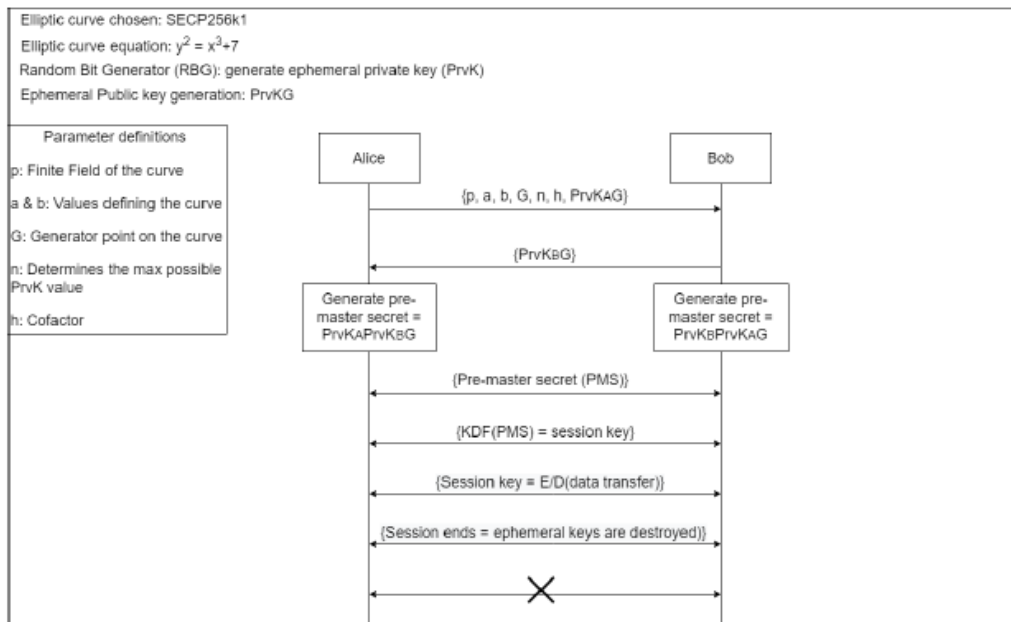 Elliptic curve chosen: SECP256k1
Elliptic curve equation: y² = x³+7
Random Bit Generator (RBG): generate ephemeral private key (PrvK)
Ephemeral Public key generation: PrvKG
Parameter definitions
p: Finite Field of the curve
a & b: Values defining the curve
G: Generator point on the curve
n: Determines the max possible
PrvK value
h: Cofactor
Alice
Bob
{p, a, b, G, n, h, PrvKAG}
{PrvKBG}
Generate pre-
master secret =
PrvKAPrvKBG
Generate pre-
master secret =
PrvKBPrvKAG
{Pre-master secret (PMS)}
{KDF(PMS) = session key}
{Session key = E/D(data transfer)}
{Session ends = ephemeral keys are destroyed)}